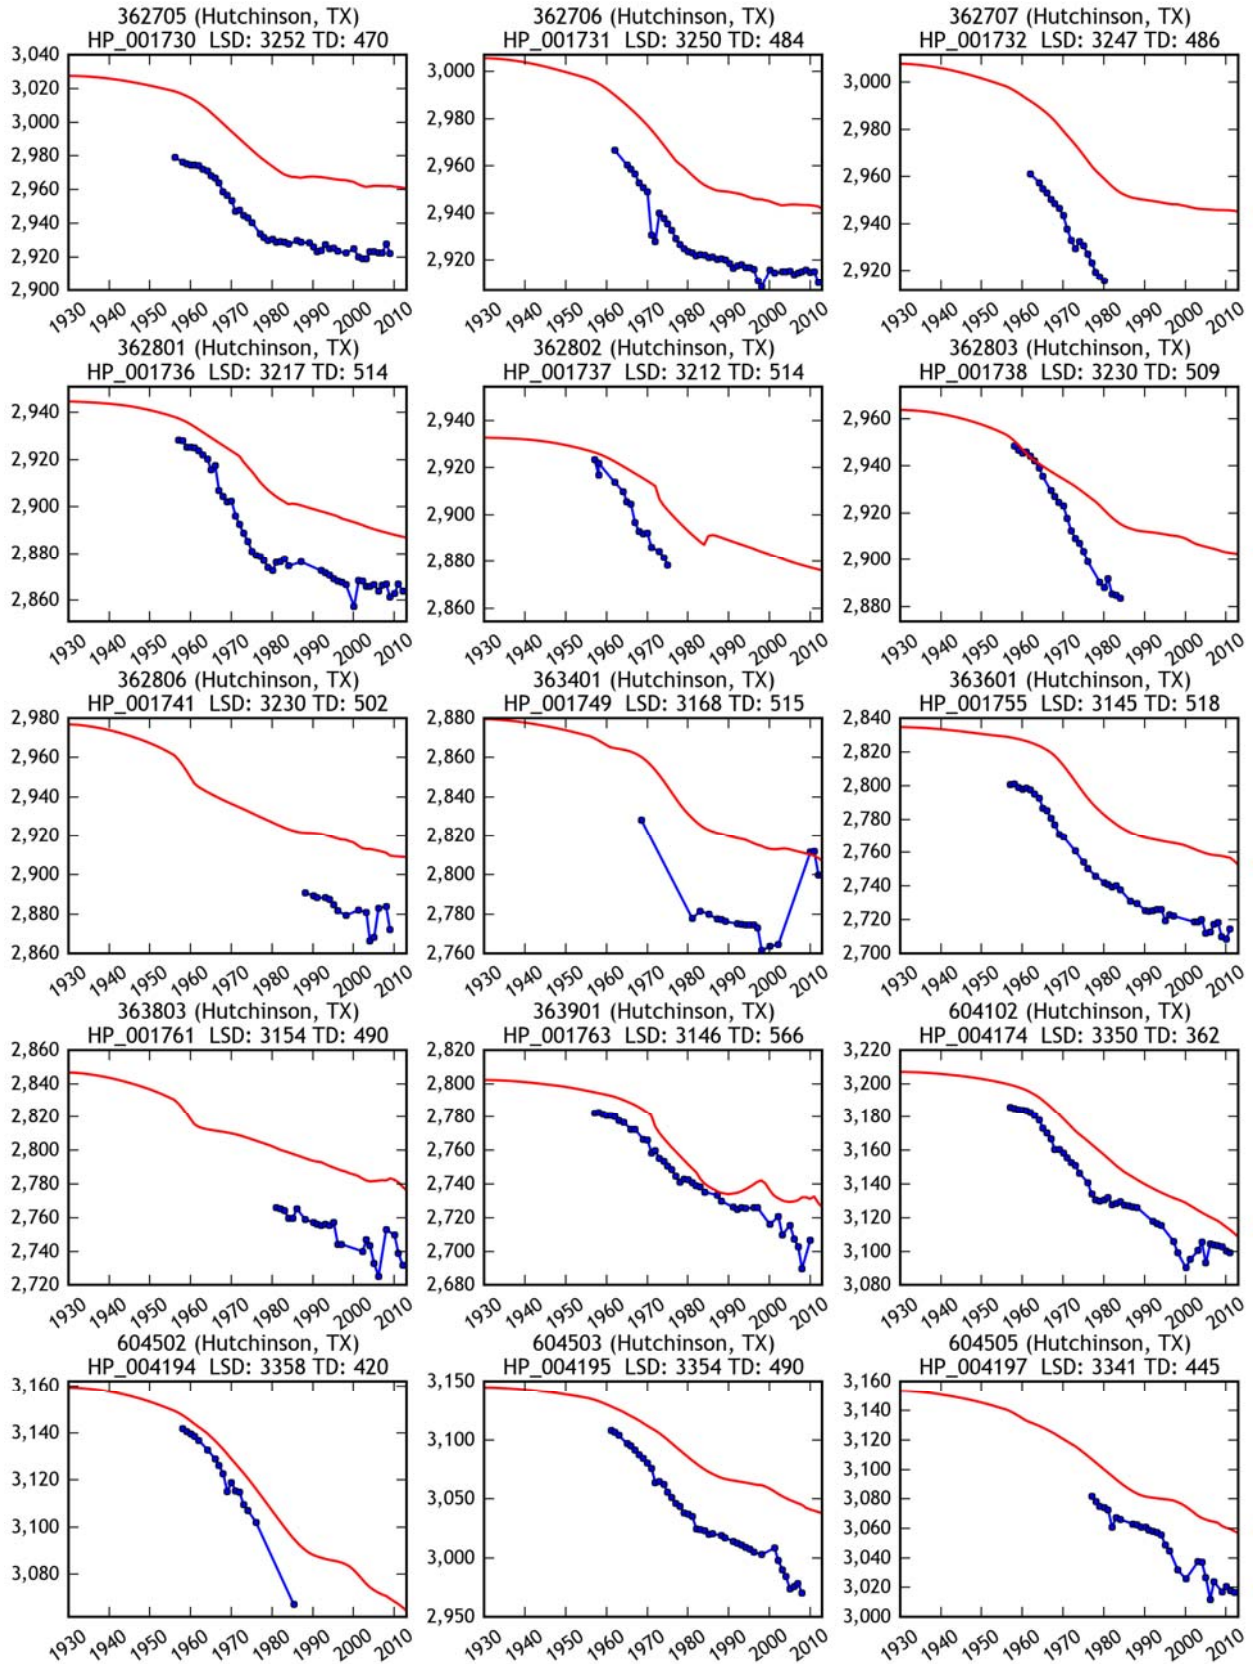 362705 (Hutchinson, TX)
HP_001730 LSD: 3252 TD: 470
3,040
3,020
3,000
2,980
2,960
2,940
2,920
2,900
1930 1940 1950 1960 1970 1980 1990 2000 2010
362706 (Hutchinson, TX)
HP_001731 LSD: 3250 TD: 484
3,000
2,980
2,960
2,940
2,920
1930 1940 1950 1960 1970 1980 1990 2000 2010
362707 (Hutchinson, TX)
HP_001732 LSD: 3247 TD: 486
3,000
2,980
2,960
2,940
2,920
1930 1940 1950 1960 1970 1980 1990 2000 2010
362801 (Hutchinson, TX)
HP_001736 LSD: 3217 TD: 514
2,940
2,920
2,900
2,880
2,860
1930 1940 1950 1960 1970 1980 1990 2000 2010
362802 (Hutchinson, TX)
HP_001737 LSD: 3212 TD: 514
2,940
2,920
2,900
2,880
2,860
1930 1940 1950 1960 1970 1980 1990 2000 2010
362803 (Hutchinson, TX)
HP_001738 LSD: 3230 TD: 509
2,960
2,940
2,920
2,900
2,880
1930 1940 1950 1960 1970 1980 1990 2000 2010
362806 (Hutchinson, TX)
HP_001741 LSD: 3230 TD: 502
2,980
2,960
2,940
2,920
2,900
2,880
2,860
1930 1940 1950 1960 1970 1980 1990 2000 2010
363401 (Hutchinson, TX)
HP_001749 LSD: 3168 TD: 515
2,880
2,860
2,840
2,820
2,800
2,780
2,760
1930 1940 1950 1960 1970 1980 1990 2000 2010
363601 (Hutchinson, TX)
HP_001755 LSD: 3145 TD: 518
2,840
2,820
2,800
2,780
2,760
2,740
2,720
2,700
1930 1940 1950 1960 1970 1980 1990 2000 2010
363803 (Hutchinson, TX)
HP_001761 LSD: 3154 TD: 490
2,860
2,840
2,820
2,800
2,780
2,760
2,740
2,720
1930 1940 1950 1960 1970 1980 1990 2000 2010
363901 (Hutchinson, TX)
HP_001763 LSD: 3146 TD: 566
2,820
2,800
2,780
2,760
2,740
2,720
2,700
2,680
1930 1940 1950 1960 1970 1980 1990 2000 2010
604102 (Hutchinson, TX)
HP_004174 LSD: 3350 TD: 362
3,220
3,200
3,180
3,160
3,140
3,120
3,100
3,080
1930 1940 1950 1960 1970 1980 1990 2000 2010
604502 (Hutchinson, TX)
HP_004194 LSD: 3358 TD: 420
3,160
3,140
3,120
3,100
3,080
1930 1940 1950 1960 1970 1980 1990 2000 2010
604503 (Hutchinson, TX)
HP_004195 LSD: 3354 TD: 490
3,150
3,100
3,050
3,000
2,950
1930 1940 1950 1960 1970 1980 1990 2000 2010
604505 (Hutchinson, TX)
HP_004197 LSD: 3341 TD: 445
3,160
3,140
3,120
3,100
3,080
3,060
3,040
3,020
3,000
1930 1940 1950 1960 1970 1980 1990 2000 2010